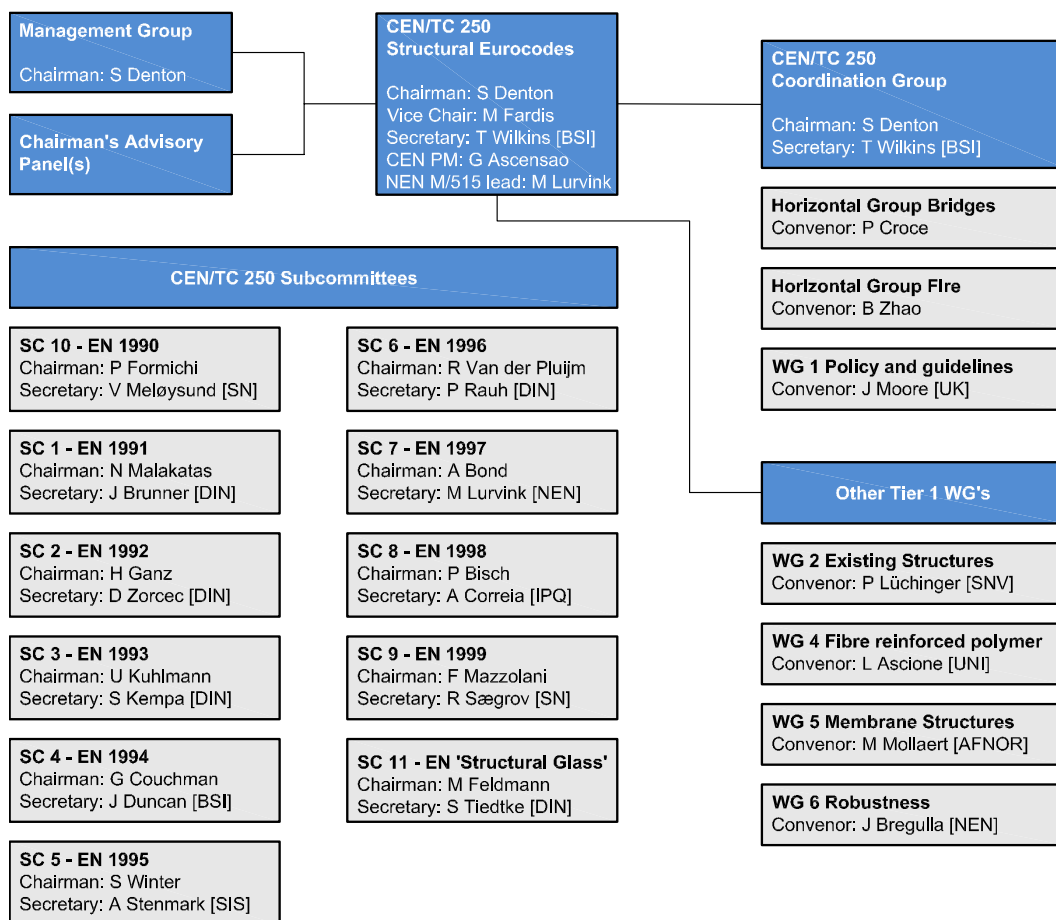 Management Group
Chairman: S Denton
Chairman's Advisory
Panel(s)
CEN/TC 250
Structural Eurocodes
Chairman: S Denton
Vice Chair: M Fardis
Secretary: T Wilkins [BSI]
CEN PM: G Ascensao
NEN M/515 lead: M Lurvink
CEN/TC 250
Coordination Group
Chairman: S Denton
Secretary: T Wilkins [BSI]
Horizontal Group Bridges
Convenor: P Croce
Horlzontal Group FIre
Convenor: B Zhao
WG 1 Policy and guidelines
Convenor: J Moore [UK]
CEN/TC 250 Subcommittees
SC 10 - EN 1990
Chairman: P Formichi
Secretary: V Meløysund [SN]
SC 1 - EN 1991
Chairman: N Malakatas
Secretary: J Brunner [DIN]
SC 2 - EN 1992
Chairman: H Ganz
Secretary: D Zorcec [DIN]
SC 3 - EN 1993
Chairman: U Kuhlmann
Secretary: S Kempa [DIN]
SC 4 - EN 1994
Chairman: G Couchman
Secretary: J Duncan [BSI]
SC 5 - EN 1995
Chairman: S Winter
Secretary: A Stenmark [SIS]
SC 6 - EN 1996
Chairman: R Van der Pluijm
Secretary: P Rauh [DIN]
SC 7 - EN 1997
Chairman: A Bond
Secretary: M Lurvink [NEN]
SC 8 - EN 1998
Chairman: P Bisch
Secretary: A Correia [IPQ]
SC 9 - EN 1999
Chairman: F Mazzolani
Secretary: R Sægrov [SN]
SC 11 - EN 'Structural Glass'
Chairman: M Feldmann
Secretary: S Tiedtke [DIN]
Other Tier 1 WG's
WG 2 Existing Structures
Convenor: P Lüchinger [SNV]
WG 4 Fibre reinforced polymer
Convenor: L Ascione [UNI]
WG 5 Membrane Structures
Convenor: M Mollaert [AFNOR]
WG 6 Robustness
Convenor: J Bregulla [NEN]